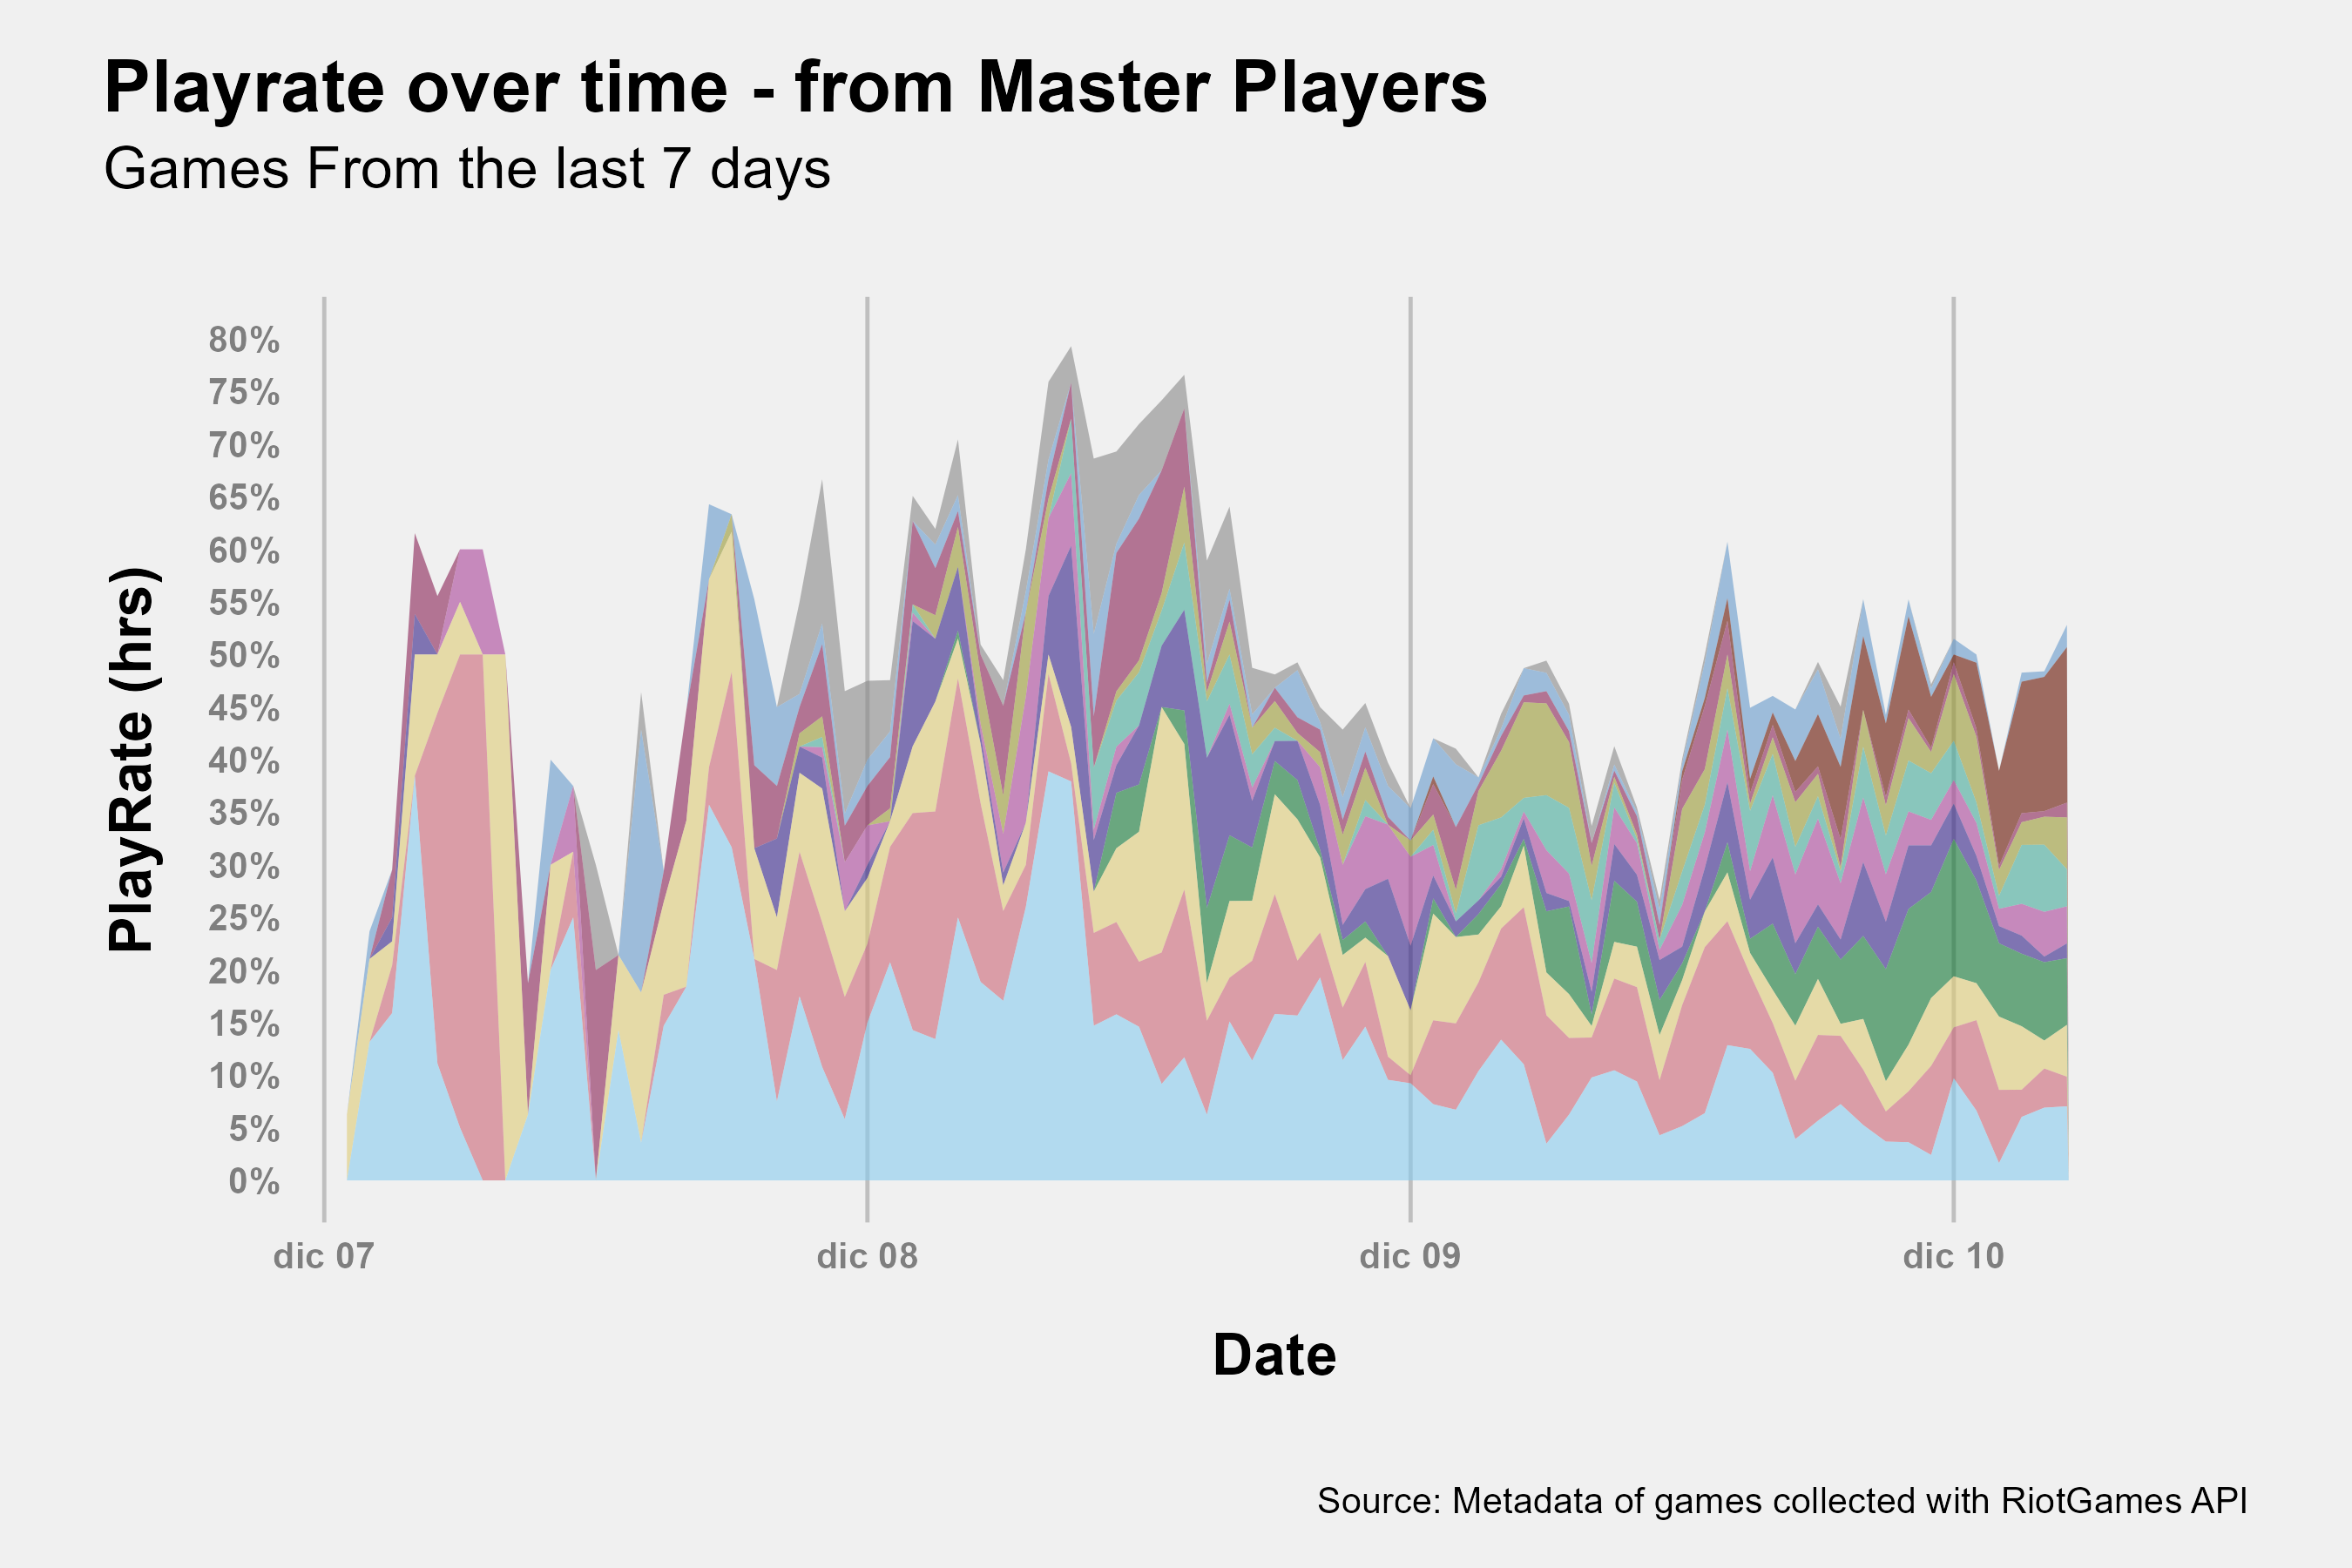 Playrate over time - from Master Players
Games From the last 7 days
PlayRate (hrs)
80%
75%
70%
65%
60%
55%
50%
45%
40%
35%
30%
25%
20%
15%
10%
5%
0%
dic 07
dic 08
dic 09
dic 10
Date
Source: Metadata of games collected with RiotGames API